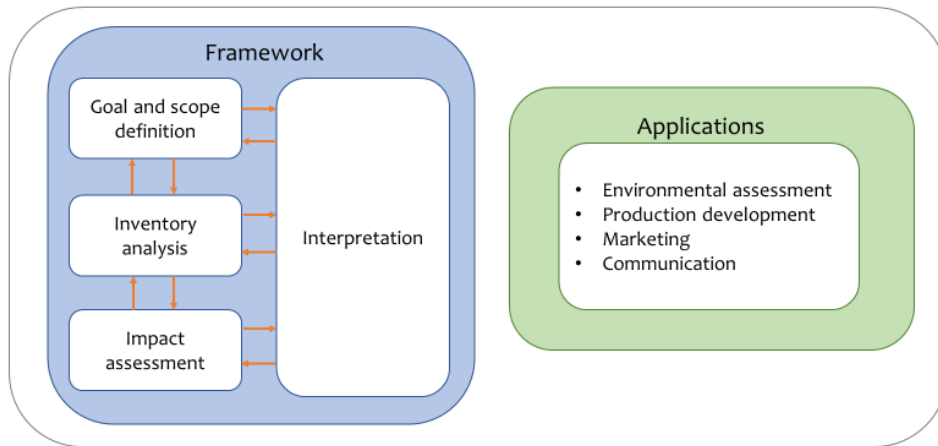 Framework
Goal and scope
definition
Inventory
analysis
Impact
assessment
Interpretation
Applications
• Environmental assessment
• Production development
• Marketing
• Communication